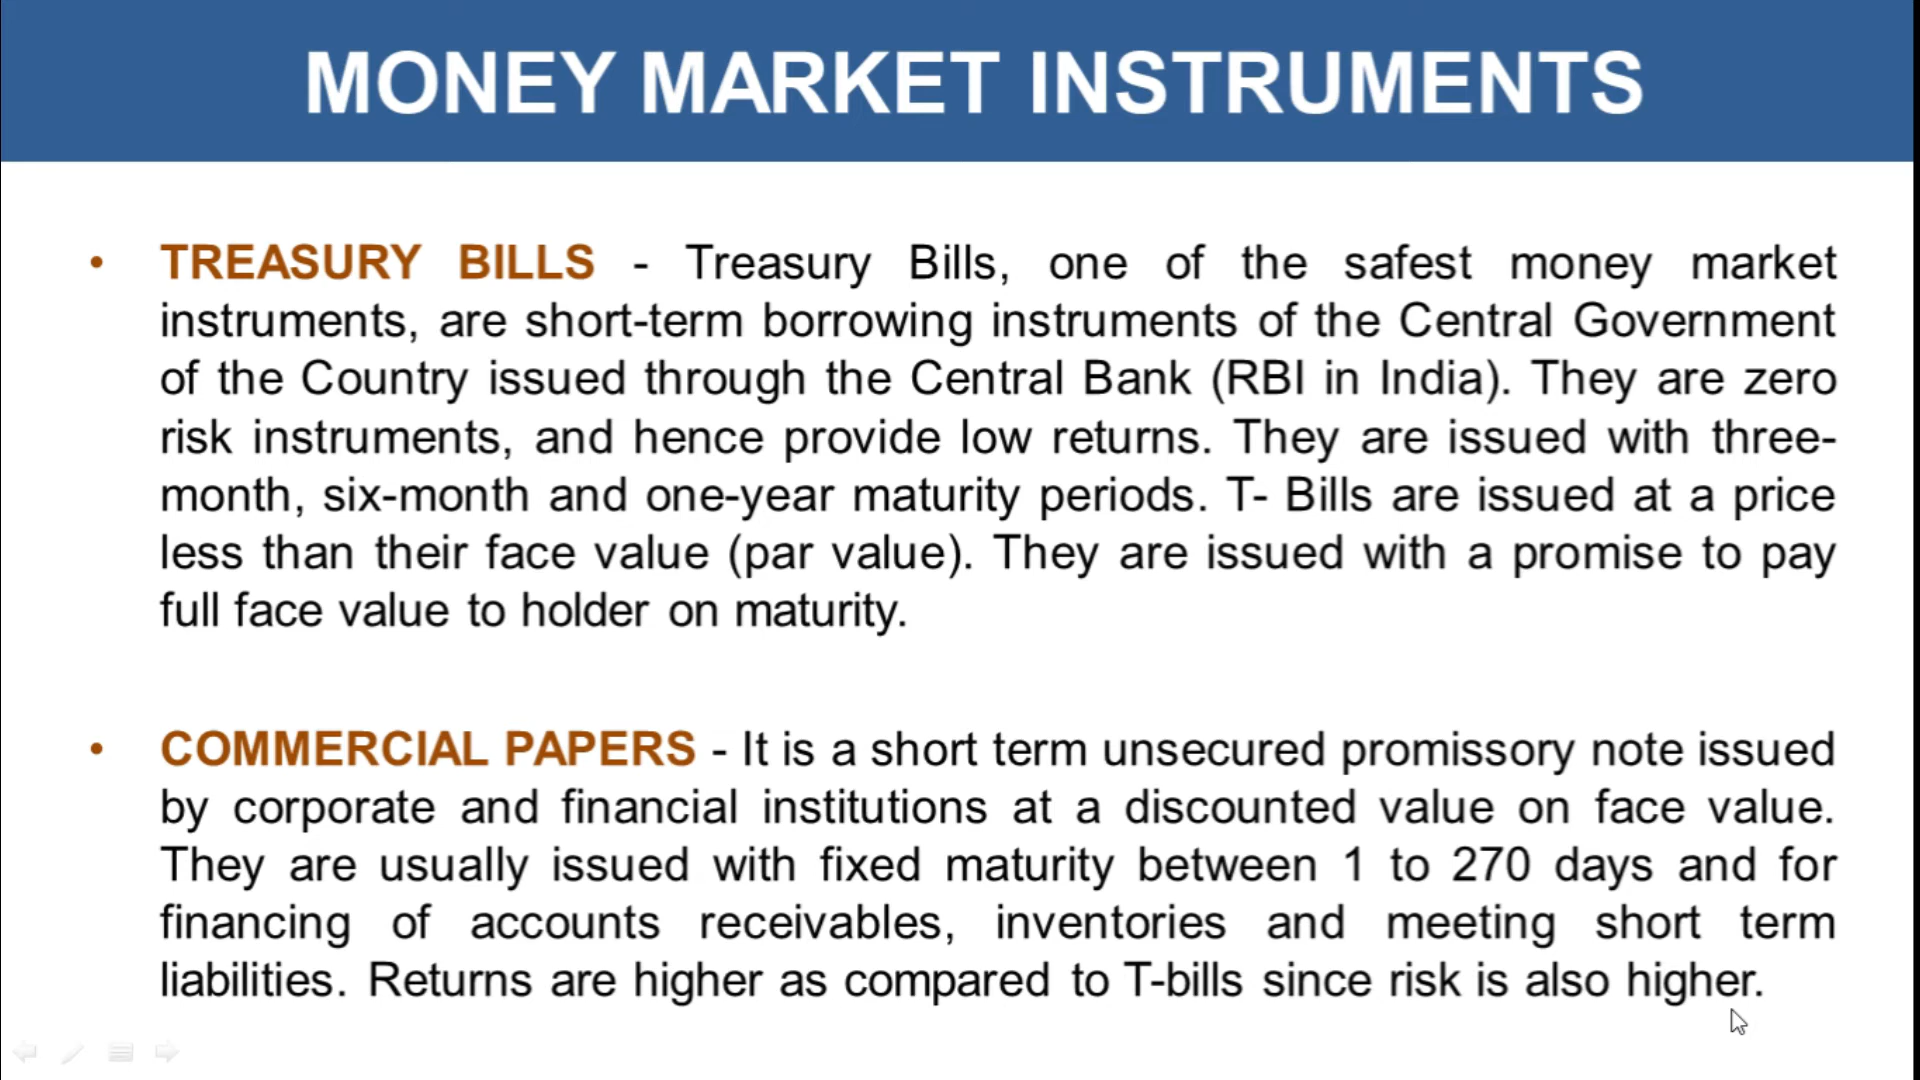 MONEY MARKET INSTRUMENTS
• TREASURY BILLS - Treasury Bills, one of the safest money market
instruments, are short-term borrowing instruments of the Central Government
of the Country issued through the Central Bank (RBI in India). They are zero
risk instruments, and hence provide low returns. They are issued with three-
month, six-month and one-year maturity periods. T- Bills are issued at a price
less than their face value (par value). They are issued with a promise to pay
full face value to holder on maturity.
• COMMERCIAL PAPERS - It is a short term unsecured promissory note issued
by corporate and financial institutions at a discounted value on face value.
They are usually issued with fixed maturity between 1 to 270 days and for
financing of accounts receivables, inventories and meeting short term
liabilities. Returns are higher as compared to T-bills since risk is also higher.